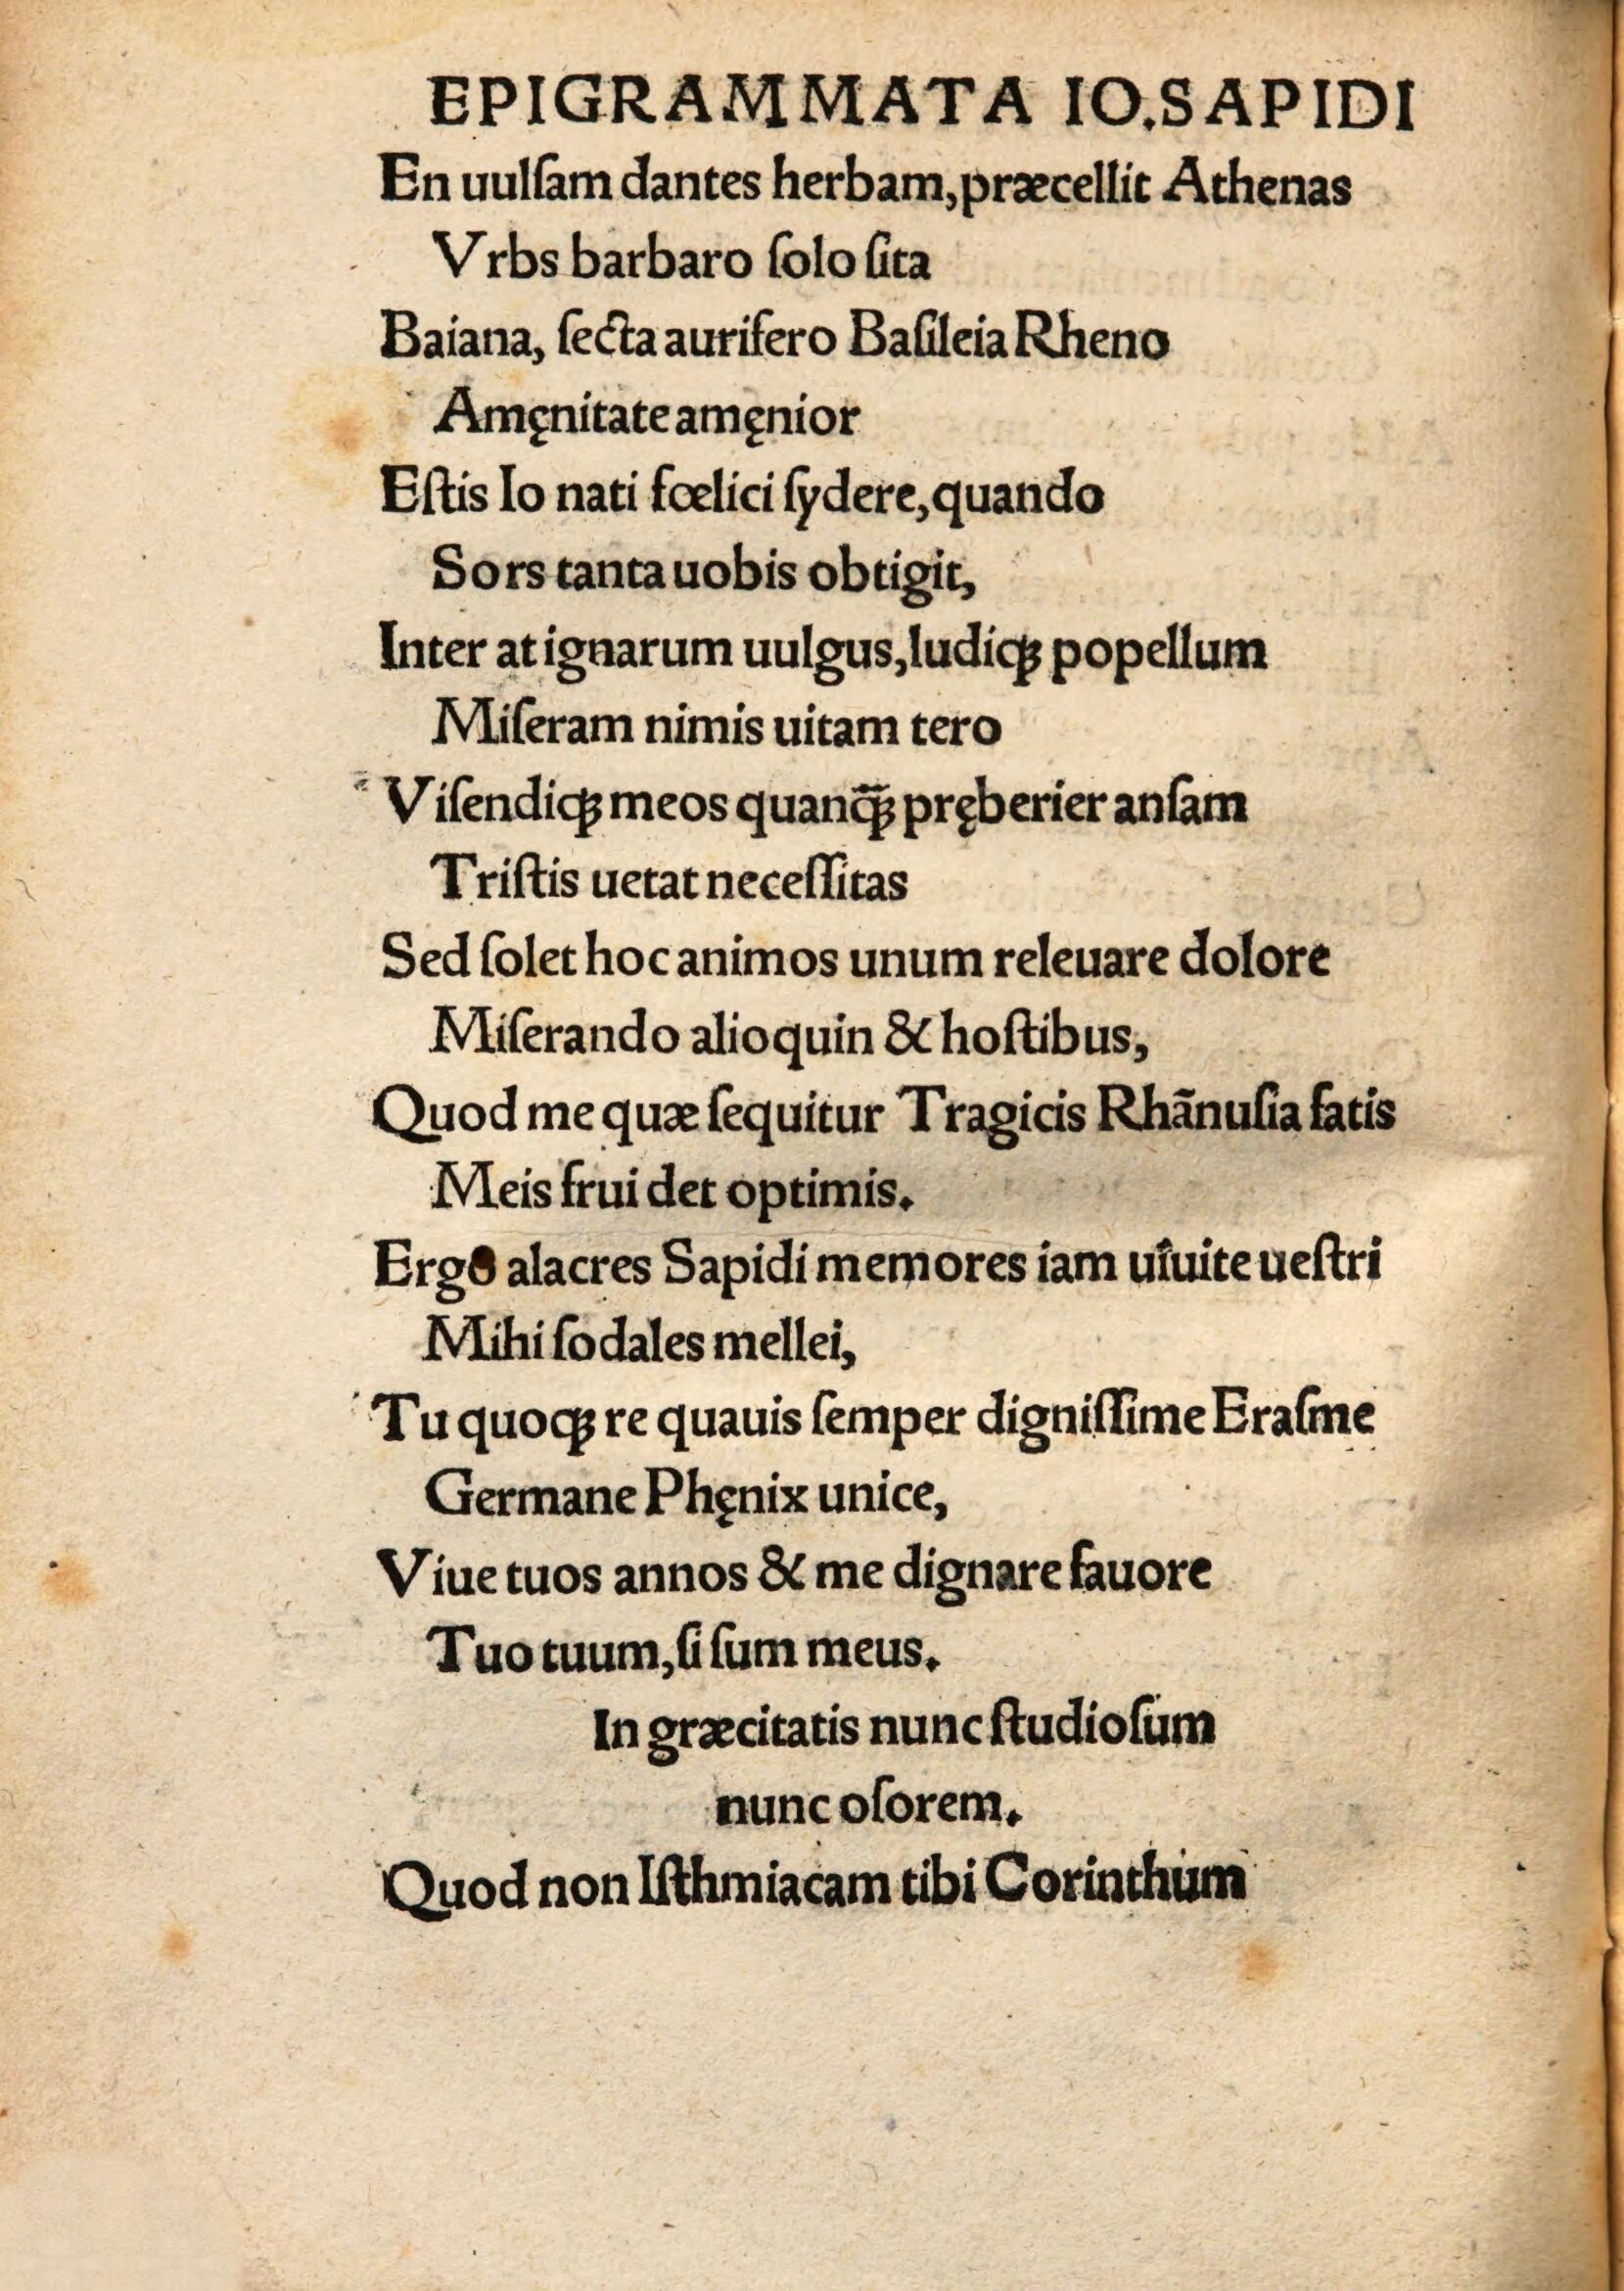 EPIGRAMMATA IO.SAPIDI
En uulſam dantes herbam,præcellit Athenas
Vrbs barbaro ſolo ſita
Baiana, ſecta aurifero Baſileia Rheno
Amęnitate amęnior
Eſtis Io nati fœlici ſydere,quando
Sors tanta uobis obtigit,
Inter at ignarum uulgus,ludiqꝫ popellum
Miſeram nimis uitam tero
Viſendiqꝫ meos quanq̄ꝫ pręberier anſam
Triſtis uetat neceſſitas
Sed ſolet hoc animos unum releuare dolore
Miſerando alioquin & hoſtibus,
Quod me quæ ſequitur Tragicis Rhānuſia fatis
Meis frui det optimis.
Ergo alacres Sapidi memores iam uíuite ueſtri
Mihi ſodales mellei,
Tu quoqꝫ re quauis ſemper digniſſime Eraſme
Germane Phęnix unice,
Viue tuos annos & me dignare fauore
Tuo tuum,ſi ſum meus.
In græcitatis nunc ſtudioſum
nunc oſorem.
Quod non Iſthmiacam tibi Corinthum